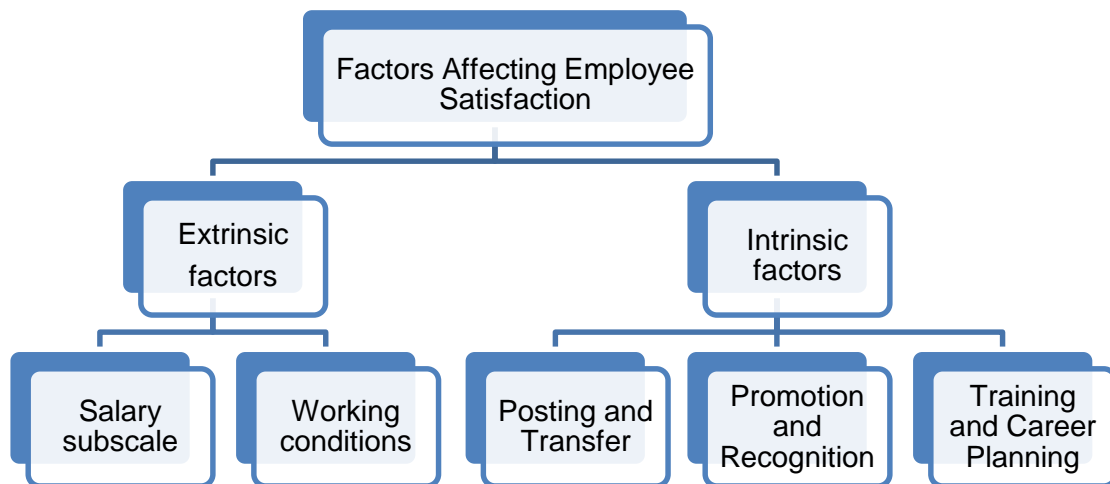 Factors Affecting Employee
Satisfaction
Extrinsic
factors
Intrinsic
factors
Salary
subscale
Working
conditions
Posting and
Transfer
Promotion
and
Recognition
Training
and Career
Planning